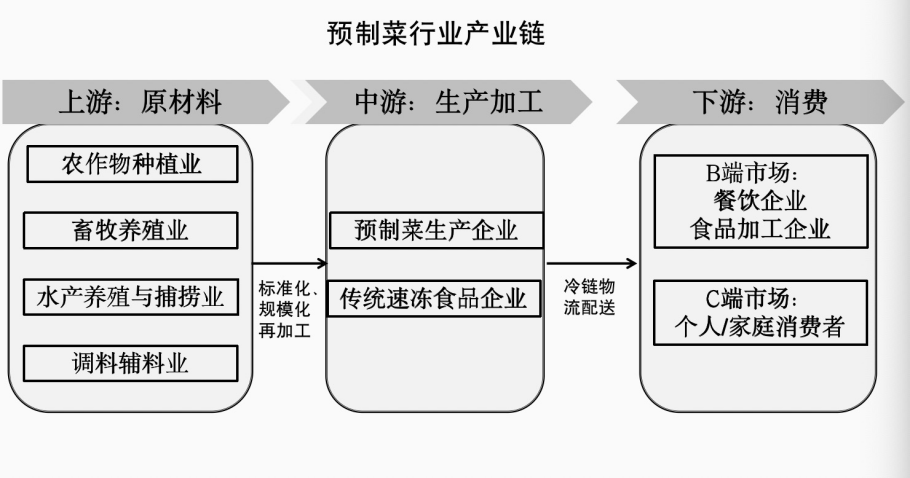 预制菜行业产业链
上游：原材料
中游：生产加工
下游：消费
农作物种植业
畜牧养殖业
水产养殖与捕捞业
调料辅料业
标准化、
规模化
再加工
预制菜生产企业
传统速冻食品企业
冷链物
流配送
B端市场：
餐饮企业
食品加工企业
C端市场：
个人/家庭消费者